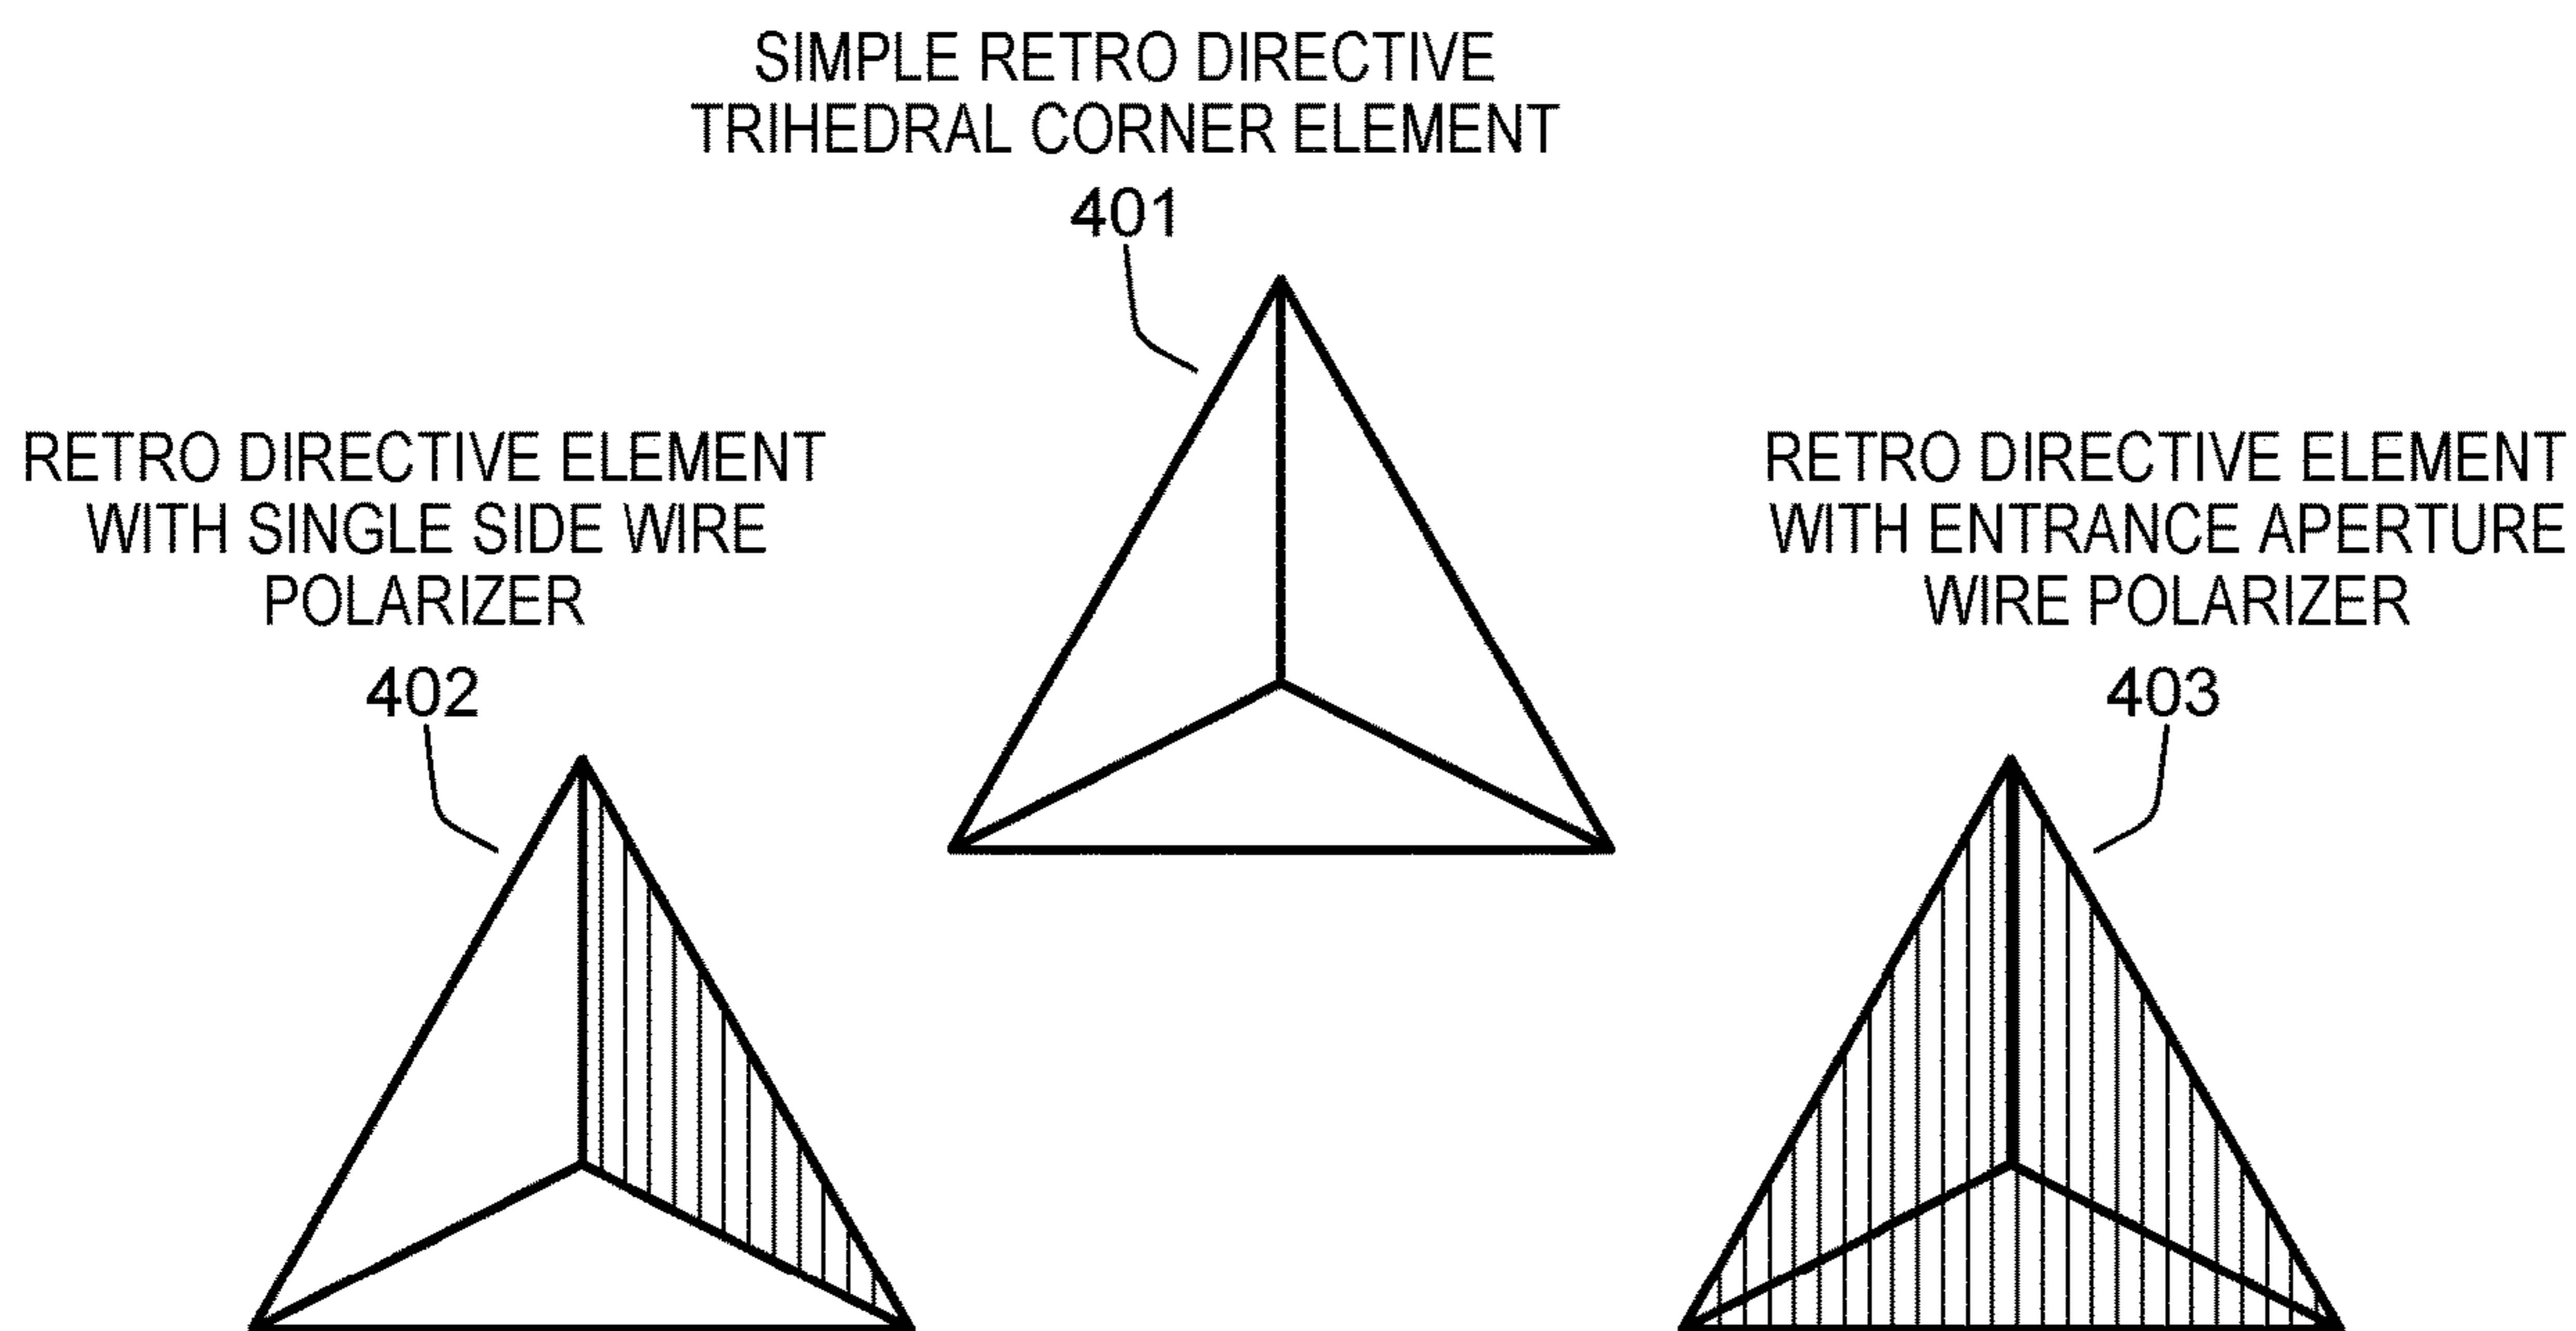 SIMPLE RETRO DIRECTIVE
TRIHEDRAL CORNER ELEMENT
401
RETRO DIRECTIVE ELEMENT
WITH SINGLE SIDE WIRE
POLARIZER
402
RETRO DIRECTIVE ELEMENT
WITH ENTRANCE APERTURE
WIRE POLARIZER
403